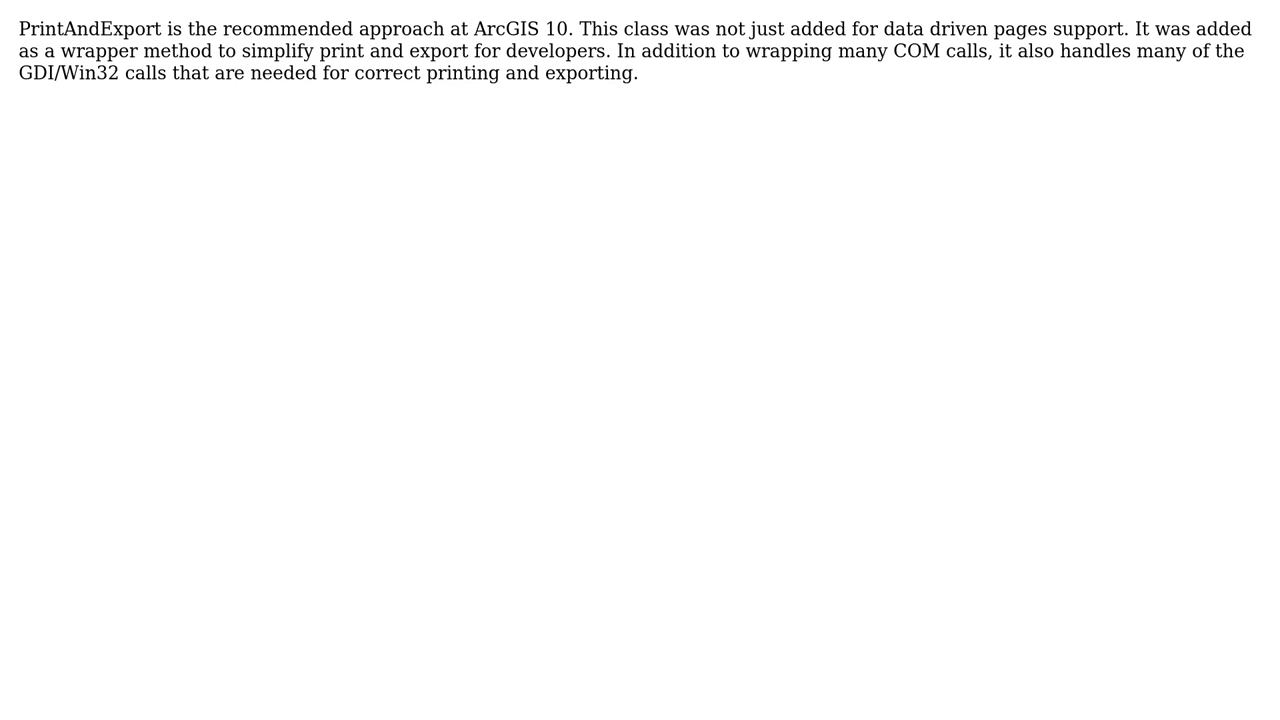 PrintAndExport is the recommended approach at ArcGIS 10. This class was not just added for data driven pages support. It was added
as a wrapper method to simplify print and export for developers. In addition to wrapping many COM calls, it also handles many of the
GDI/Win32 calls that are needed for correct printing and exporting.